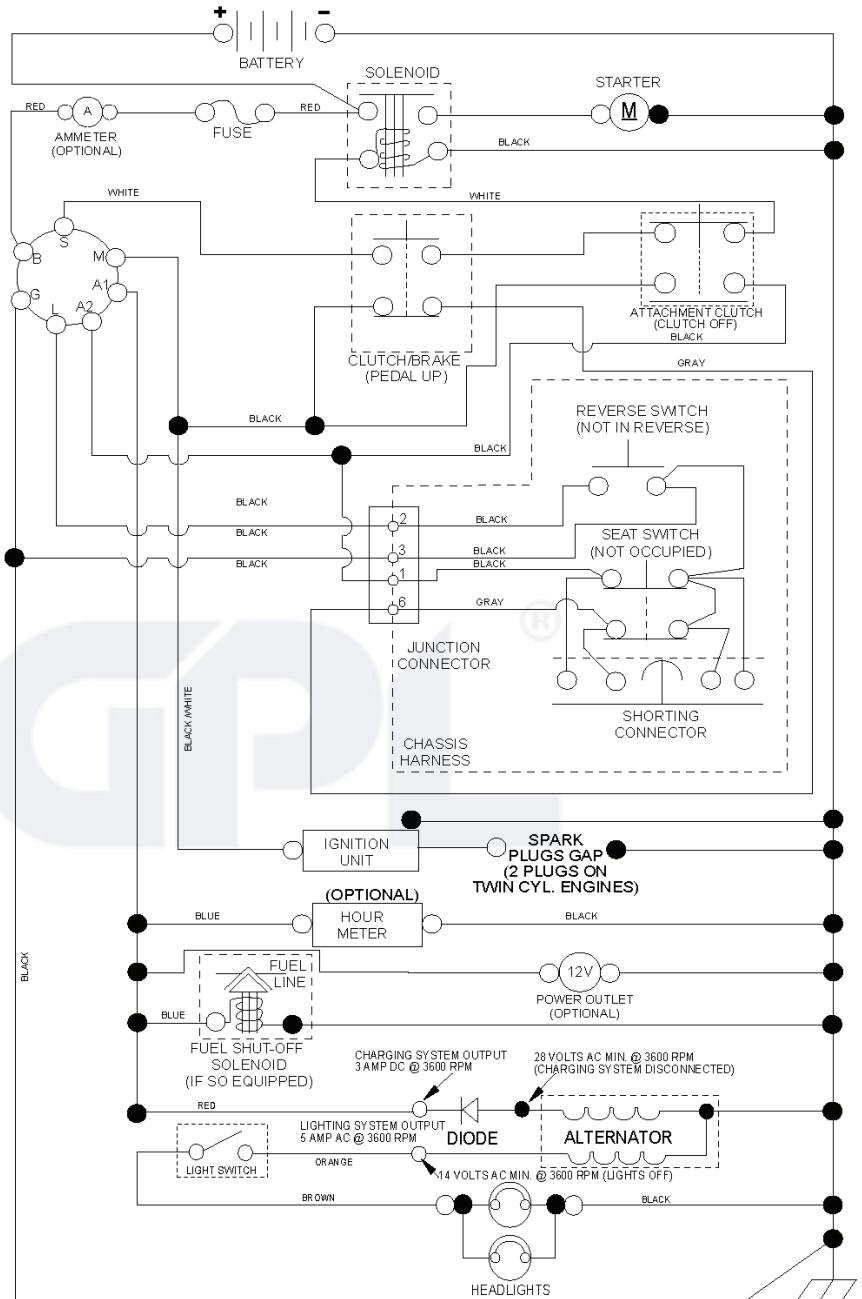 +
−
BATTERY
SOLENOID
STARTER
RED
A
AMMETER
(OPTIONAL)
FUSE
RED
M
BLACK
WHITE
WHITE
S
B
M
G
A1
L
A2
CLUTCH/BRAKE
(PEDAL UP)
ATTACHMENT CLUTCH
(CLUTCH OFF)
BLACK
GRAY
BLACK
BLACK
REVERSE SWITCH
(NOT IN REVERSE)
BLACK
BLACK
BLACK
2
BLACK
3
BLACK
BLACK
1
6
GRAY
SEAT SWITCH
(NOT OCCUPIED)
JUNCTION
CONNECTOR
SHORTING
CONNECTOR
CHASSIS
HARNESS
GPL®
BLACK/WHITE
BLACK
IGNITION
UNIT
SPARK
PLUGS GAP
(2 PLUGS ON
TWIN CYL. ENGINES)
(OPTIONAL)
BLUE
HOUR
METER
BLACK
FUEL
LINE
12V
POWER OUTLET
(OPTIONAL)
BLUE
FUEL SHUT-OFF
SOLENOID
(IF SO EQUIPPED)
CHARGING SYSTEM OUTPUT
3 AMP DC @ 3600 RPM
28 VOLTS AC MIN. @ 3600 RPM
(CHARGING SYSTEM DISCONNECTED)
RED
LIGHTING SYSTEM OUTPUT
5 AMP AC @ 3600 RPM
DIODE
ALTERNATOR
LIGHT SWITCH
ORANGE
14 VOLTS AC MIN. @ 3600 RPM (LIGHTS OFF)
BROWN
BLACK
HEADLIGHTS